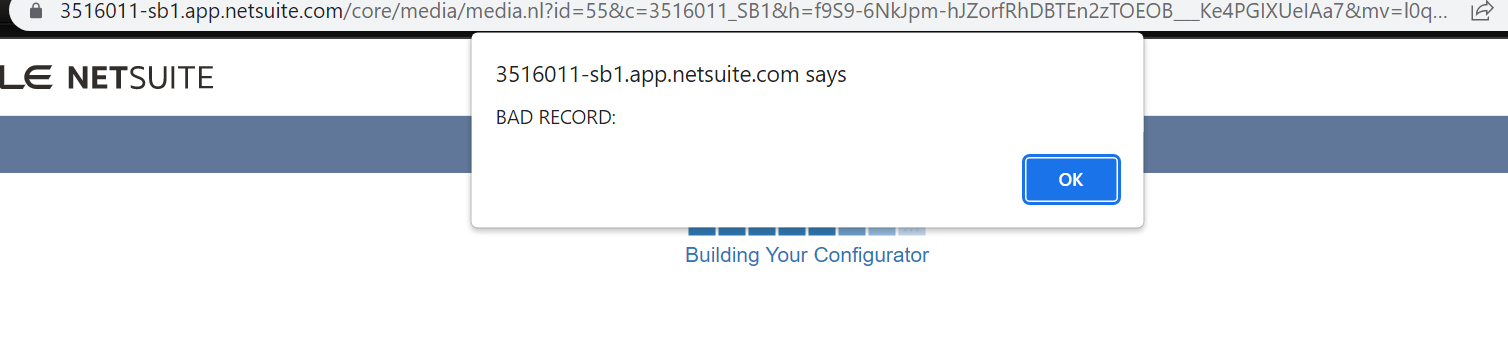 3516011-sb1.app.netsuite.com/core/media/media.nl?id=55&c=3516011_SB1&h=f9S9-6NkJpm-hJZorfRhDBTEn2zTOEOB___Ke4PGIXUeIAa7&mv=l0q...
LE NETSUITE
3516011-sb1.app.netsuite.com says
BAD RECORD:
OK
Building Your Configurator